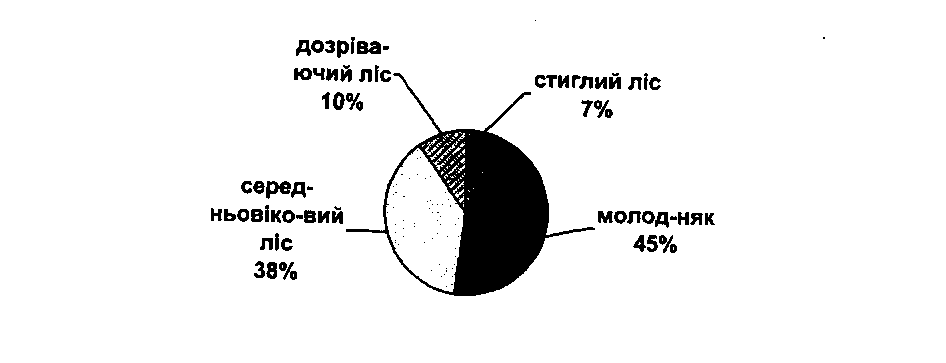 дозріва-
ючий ліс
10%
стиглий ліс
7%
серед-
ньовіко-вий
ліс
38%
молод-няк
45%